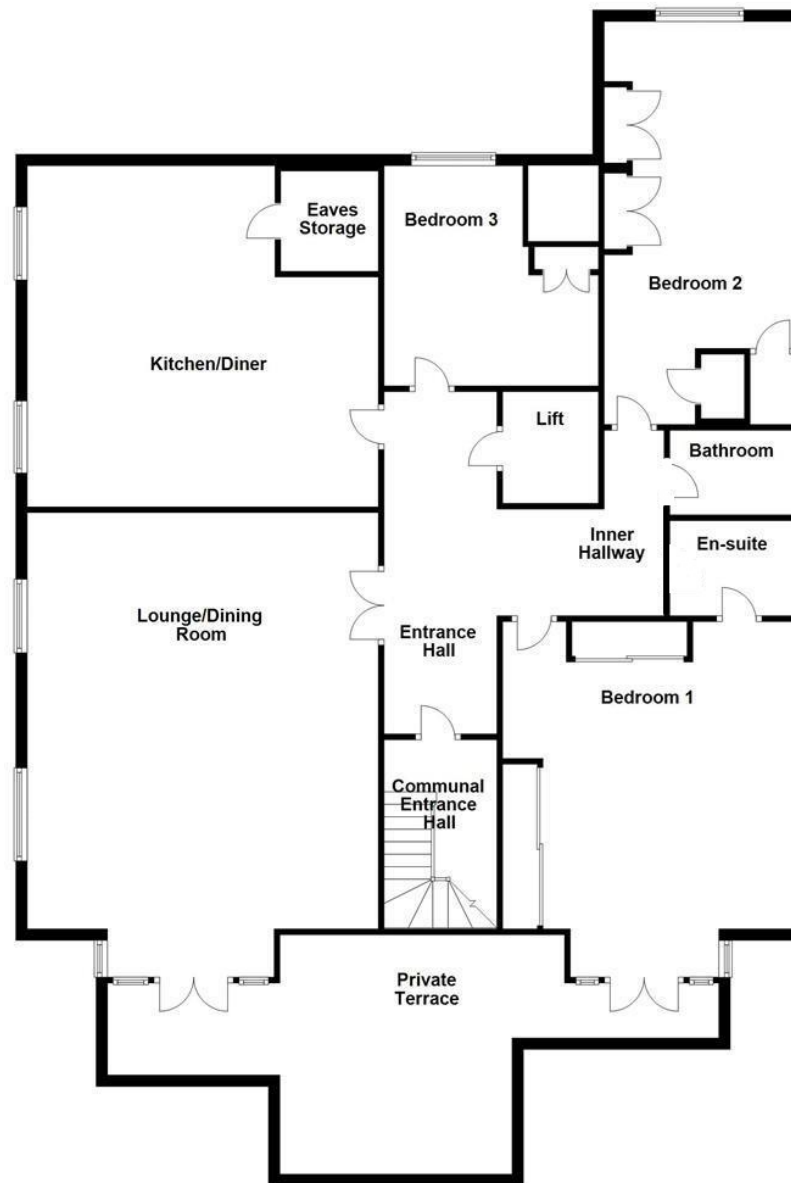 Eaves
Storage
Bedroom 3
Bedroom 2
Kitchen/Diner
Lift
Bathroom
Inner
Hallway
En-suite
Lounge/Dining
Room
Entrance
Hall
Bedroom 1
Communal
Entrance
Hall
Private
Terrace